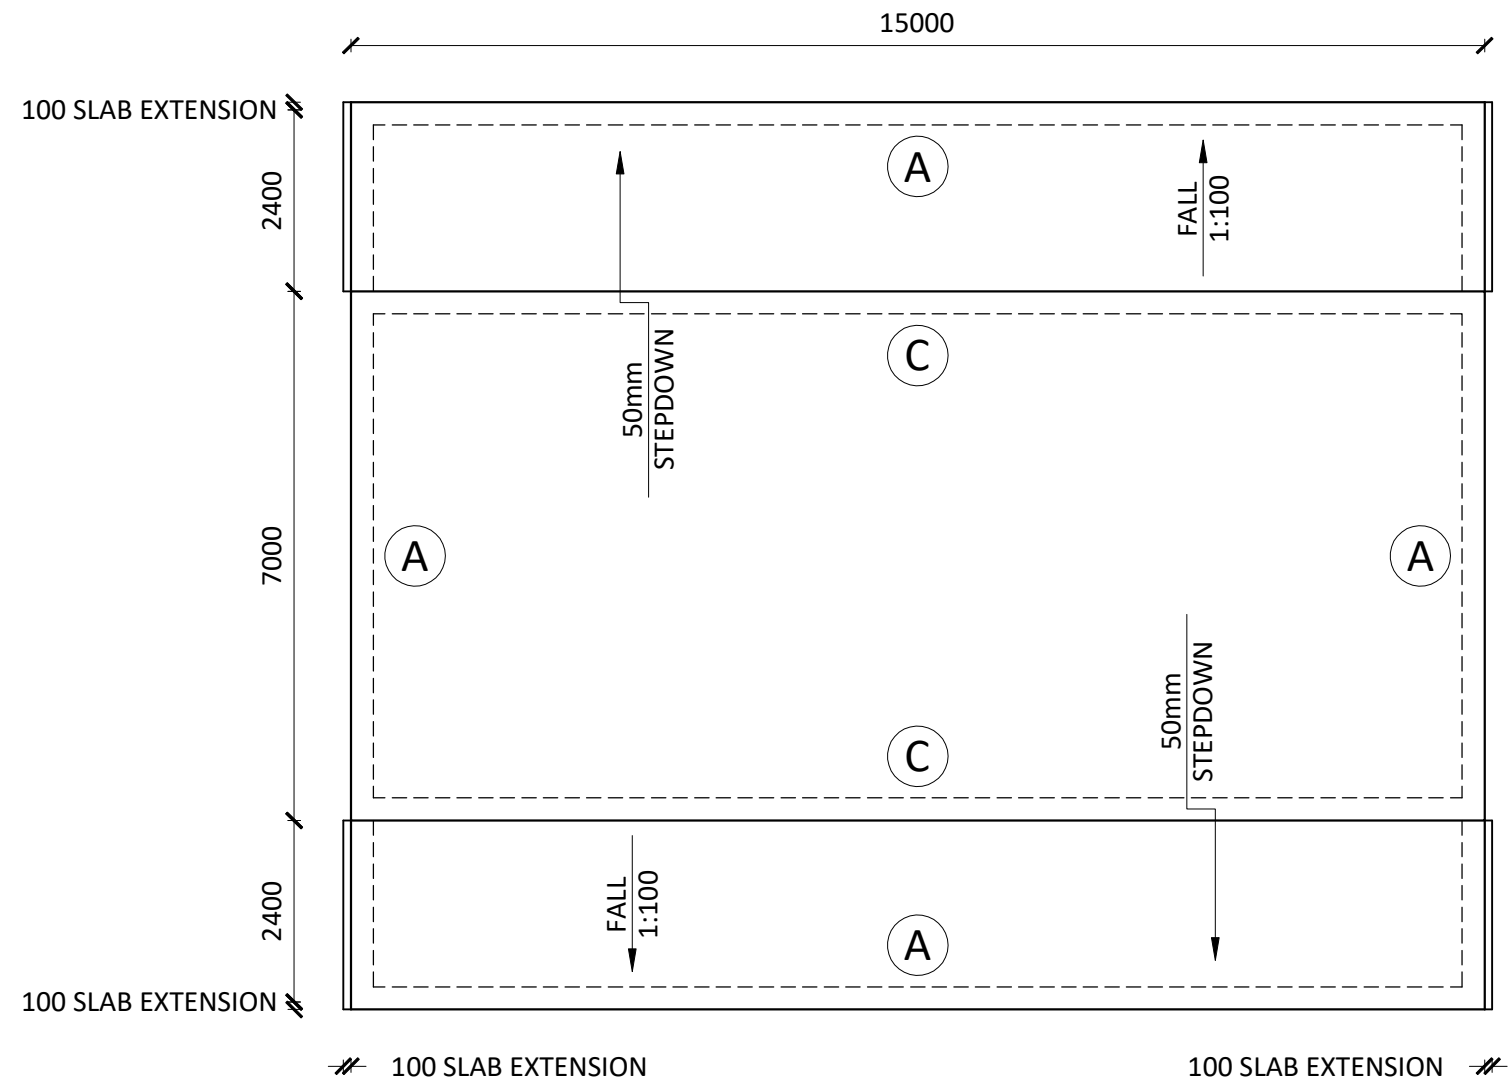 15000
100 SLAB EXTENSION
2400
A
FALL
1:100
C
50mm
STEPDOWN
7000
A
A
50mm
STEPDOWN
C
2400
FALL
1:100
A
100 SLAB EXTENSION
100 SLAB EXTENSION
100 SLAB EXTENSION